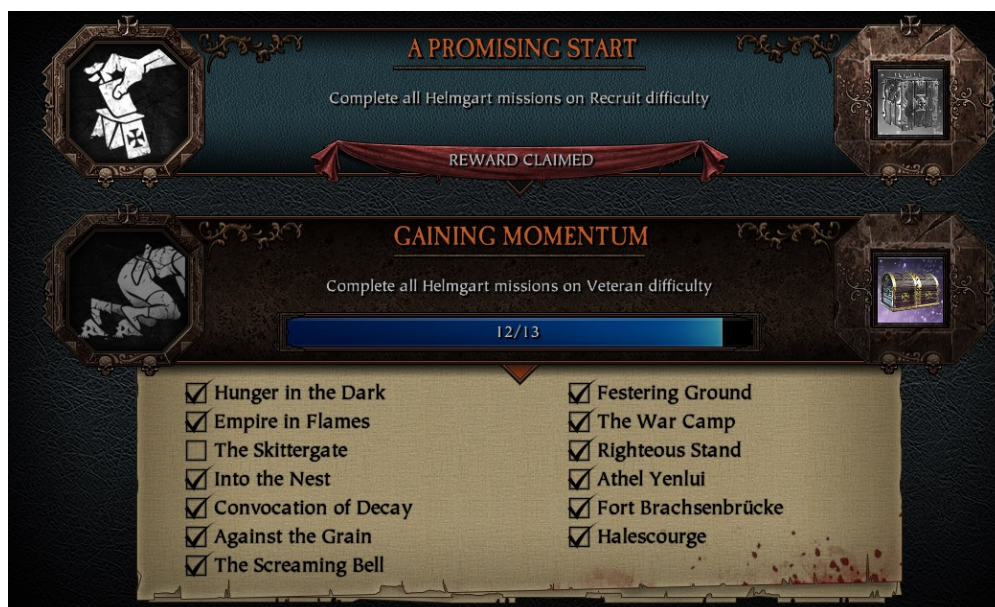 A PROMISING START
Complete all Helmgart missions on Recruit difficulty
REWARD CLAIMED
GAINING MOMENTUM
Complete all Helmgart missions on Veteran difficulty
12/13
Hunger in the Dark
Empire in Flames
The Skittergate
Into the Nest
Convocation of Decay
Against the Grain
The Screaming Bell
Festering Ground
The War Camp
Righteous Stand
Athel Yenlui
Fort Brachsenbrücke
Halescourge